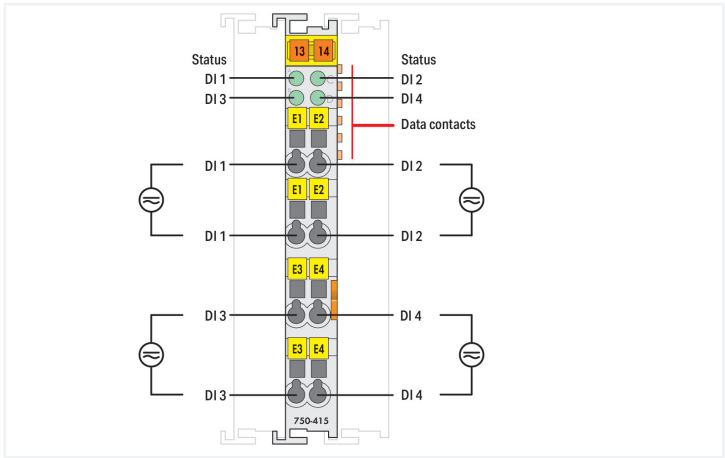 13 14
Status Status
DI 1 DI 2
C
DI 3 DI 4
D
E1 E2
Data contacts
DI 1 DI 2
E1 E2
DI 1 DI 2
E3 E4
DI 3 DI 4
E3 E4
DI 3 DI 4
750-415